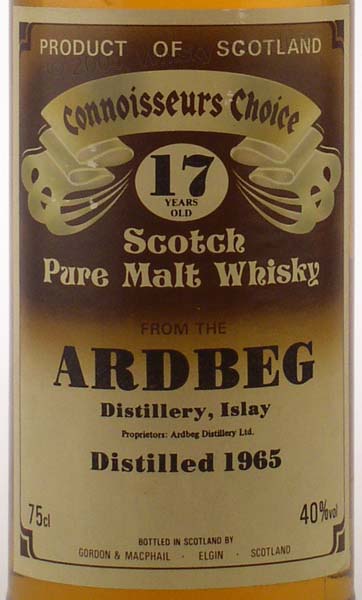 PRODUCT OF SCOTLAND
Connoisseurs Choice
17
YEARS
OLD
Scotch
Pure Malt Whisky
FROM THE
ARDBEG
Distillery, Islay
Proprietors: Ardbeg Distillery Ltd.
Distilled 1965
75cl 40%vol
BOTTLED IN SCOTLAND BY
GORDON & MACPHAIL · ELGIN · SCOTLAND